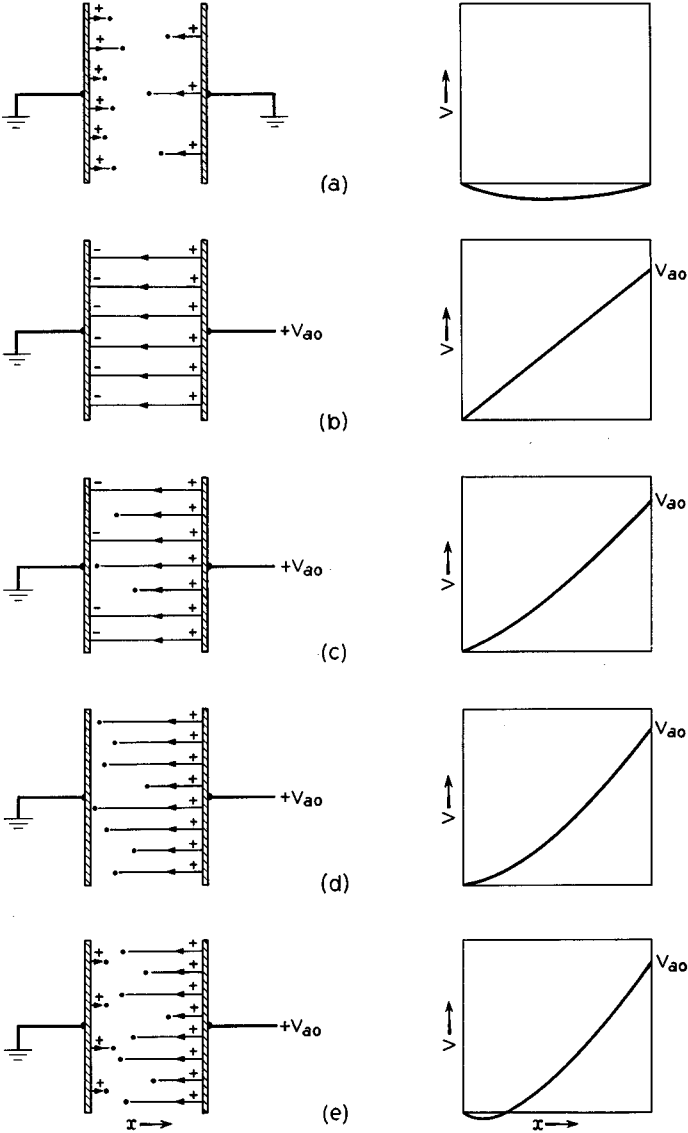 + + + + + +
+ + +
V
(a)
- - - - - -
+ + + + + +
+Vao
V
Vao
(b)
- - - -
+ + + + + + +
+Vao
V
Vao
(c)
+ + + + + + + +
+Vao
V
Vao
(d)
+ + + +
+ + + + + + + +
+Vao
V
Vao
x
(e)
x